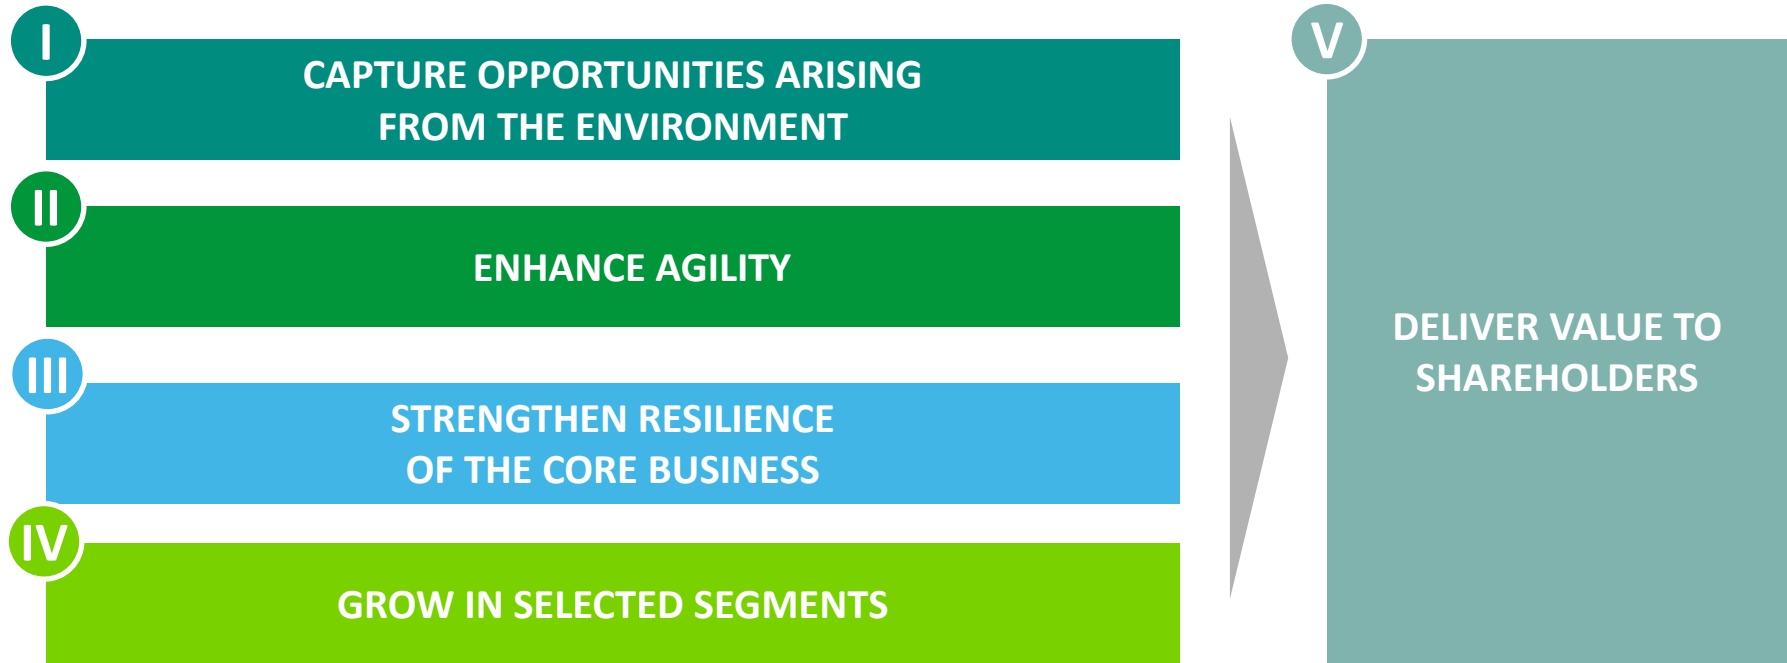 I
CAPTURE OPPORTUNITIES ARISING
FROM THE ENVIRONMENT
II
ENHANCE AGILITY
III
STRENGTHEN RESILIENCE
OF THE CORE BUSINESS
IV
GROW IN SELECTED SEGMENTS
V
DELIVER VALUE TO
SHAREHOLDERS